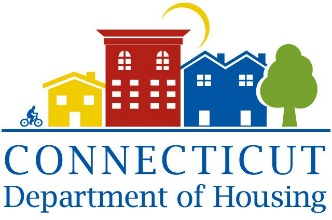 CONNECTICUT
Department of Housing